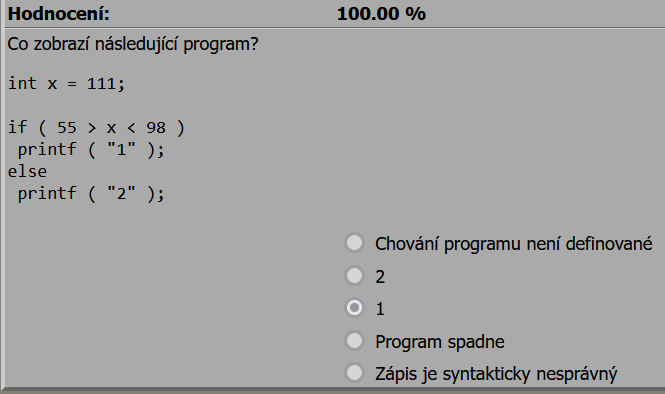 Hodnocení: 100.00 %
Co zobrazí následující program?
int x = 111;
if ( 55 > x < 98 )
 printf ( "1" );
else
 printf ( "2" );
Chování programu není definované
2
1
Program spadne
Zápis je syntakticky nesprávný